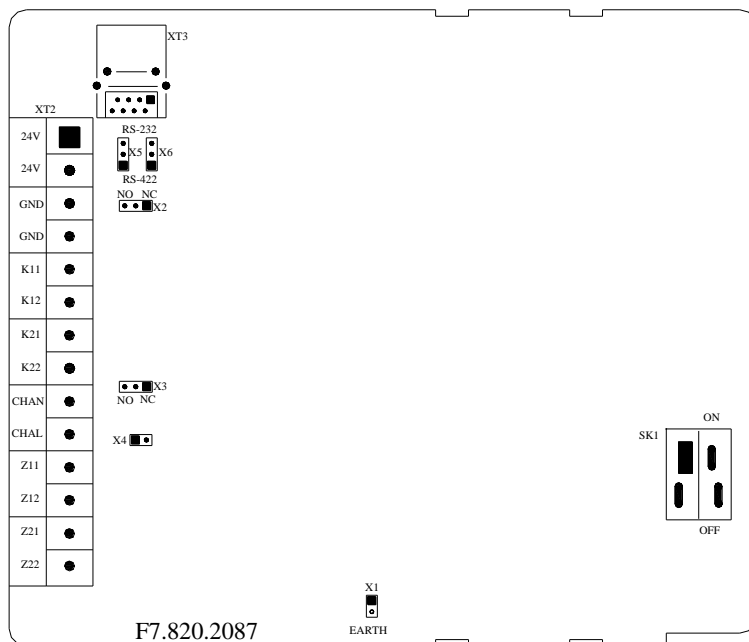 XT3
XT2
RS-232
24V
X5 X6
24V
RS-422
NO NC
GND
X2
GND
K11
K12
K21
K22
X3
CHAN
NO NC
ON
CHAL
X4
SK1
Z11
Z12
Z21
OFF
Z22
X1
F7.820.2087
EARTH